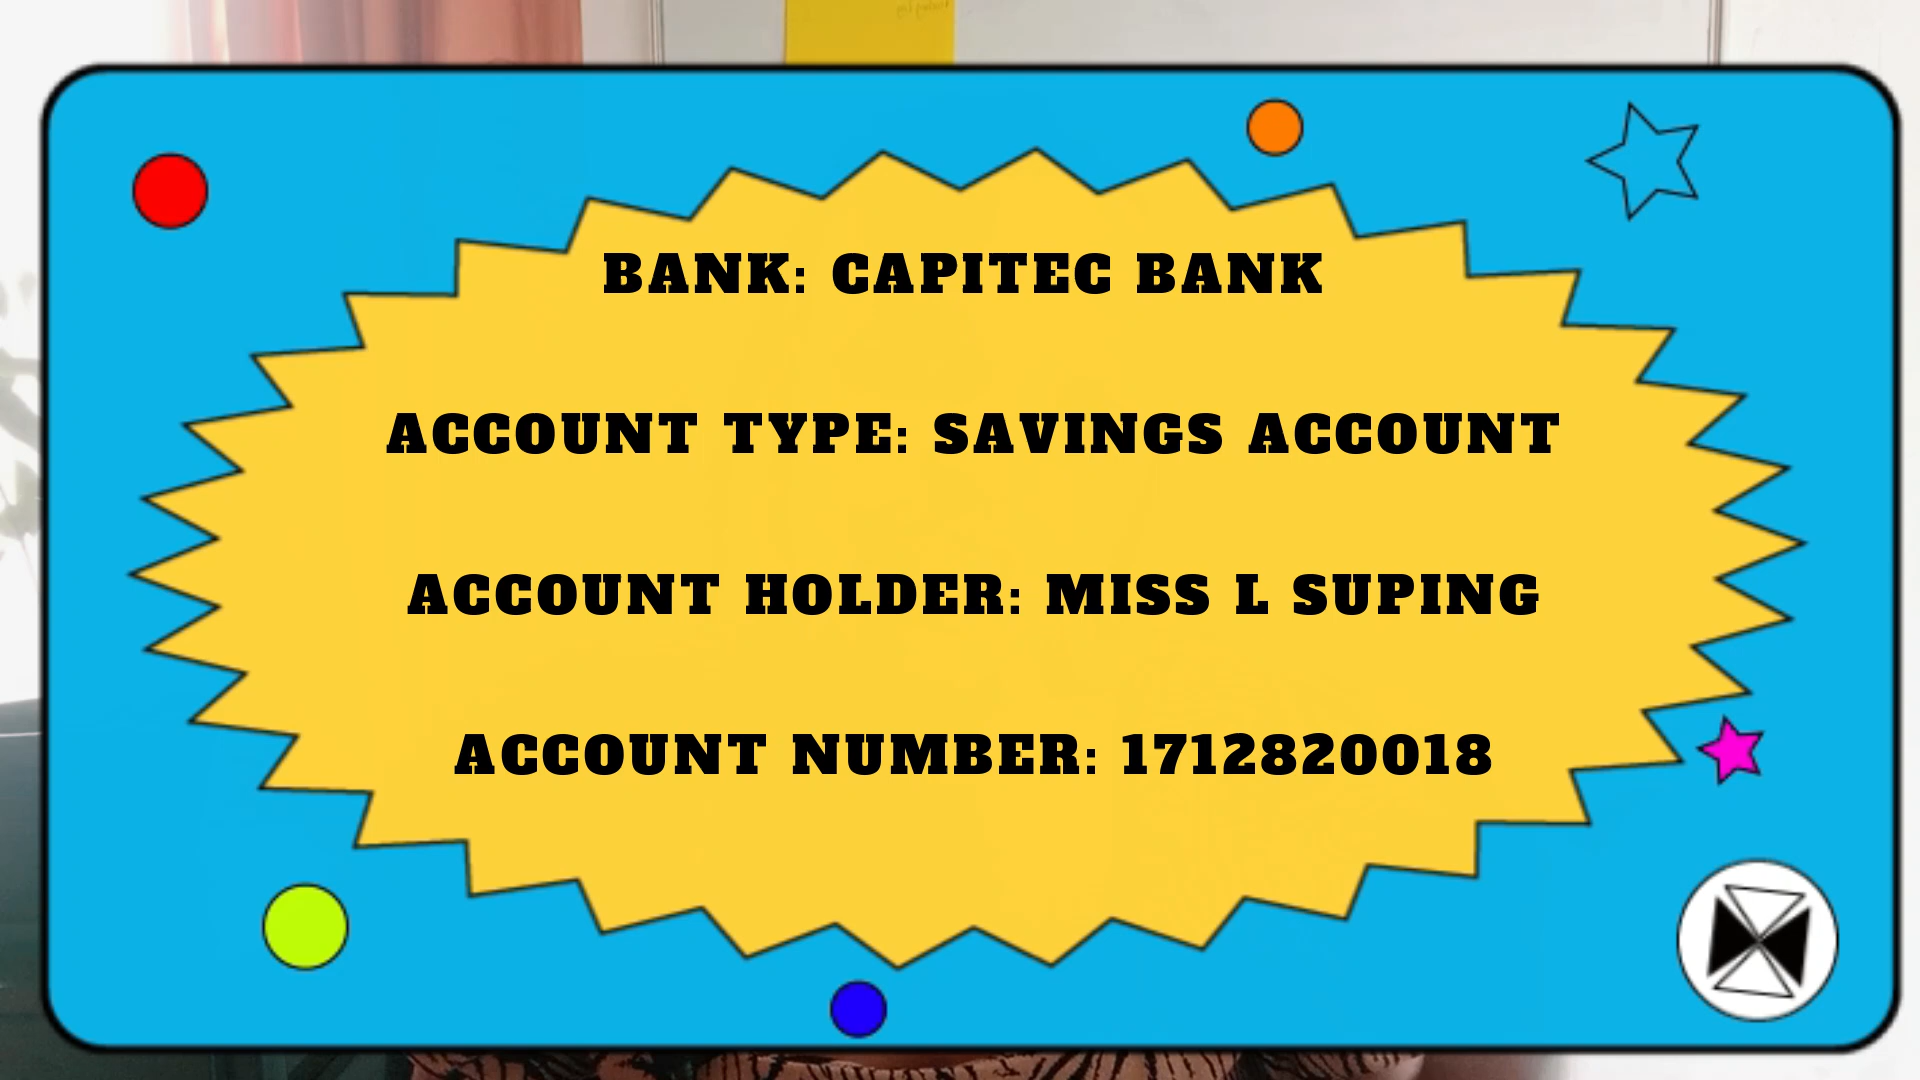 BANK: CAPITEC BANK
ACCOUNT TYPE: SAVINGS ACCOUNT
ACCOUNT HOLDER: MISS L SUPING
ACCOUNT NUMBER: 1712820018